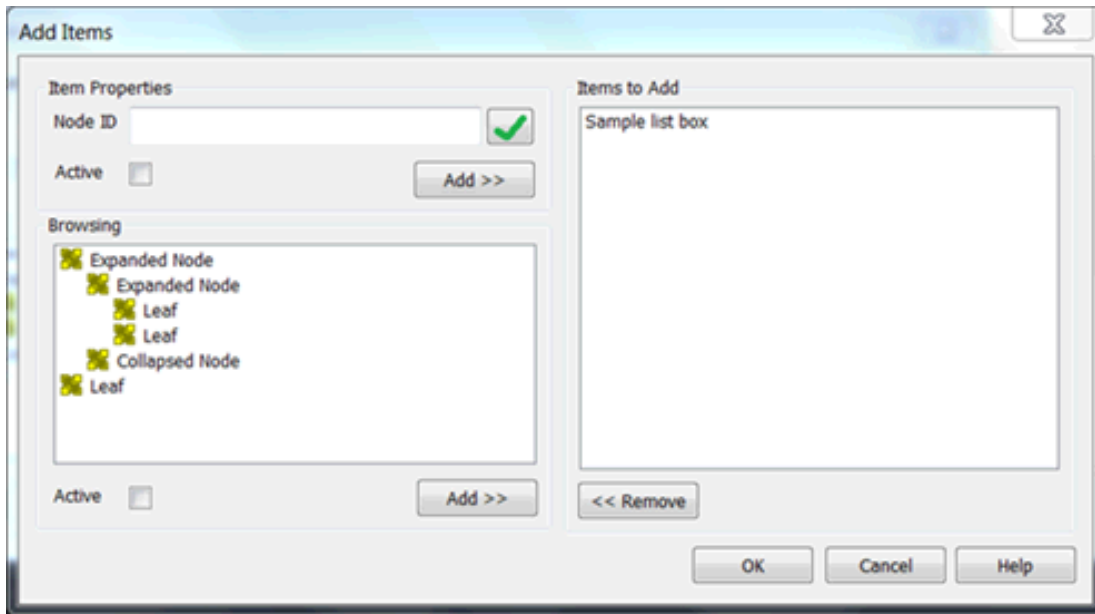 Add Items
Item Properties
Node ID
Active
Add >>
Browsing
Expanded Node
Expanded Node
Leaf
Leaf
Collapsed Node
Leaf
Active
Add >>
Items to Add
Sample list box
<< Remove
OK
Cancel
Help